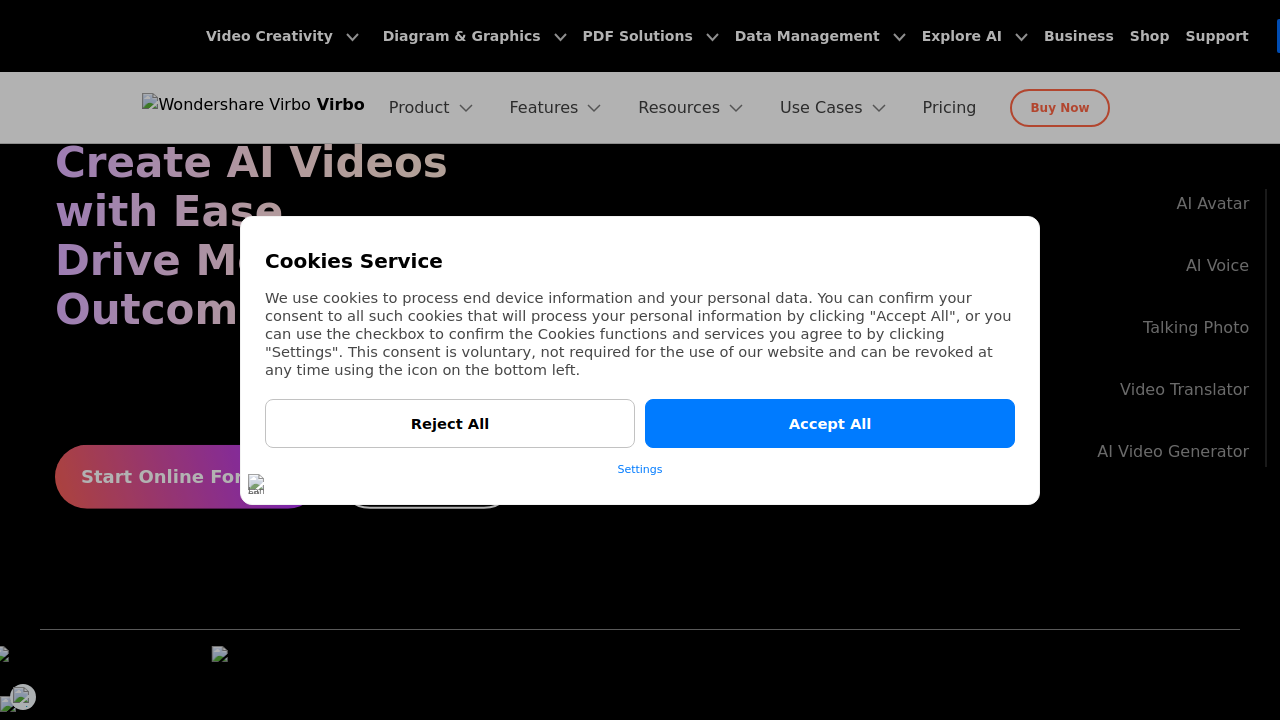 Video Creativity Diagram & Graphics PDF Solutions Data Management Explore AI Business Shop Support
Wondershare Virbo Virbo Product Features Resources Use Cases Pricing Buy Now
Create AI Videos
with Ease
Drive
Outcom
AI Avatar
AI Voice
Talking Photo
Video Translator
AI Video Generator
Cookies Service
We use cookies to process end device information and your personal data. You can confirm your
consent to all such cookies that will process your personal information by clicking "Accept All", or you
can use the checkbox to confirm the Cookies functions and services you agree to by clicking
"Settings". This consent is voluntary, not required for the use of our website and can be revoked at
any time using the icon on the bottom left.
Reject All Accept All
Settings
Start Online For